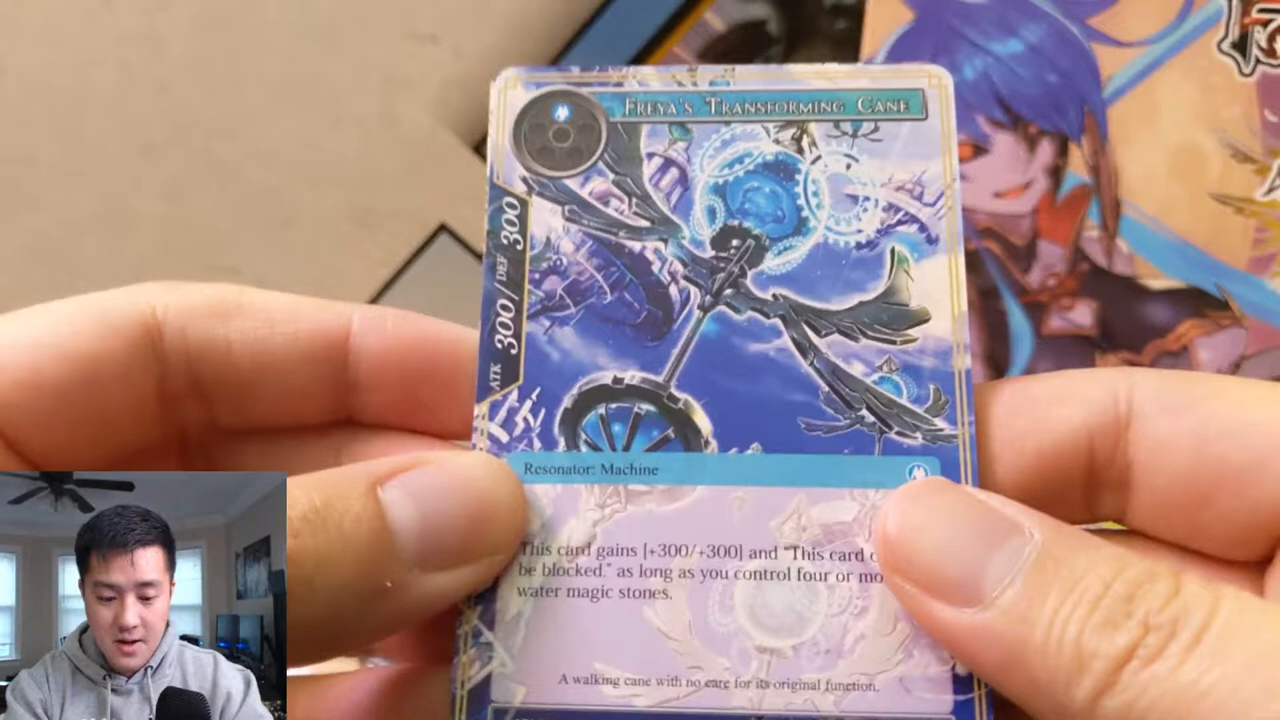 FREYA'S TRANSFORMING CANE
ATK 300 / DEF 300
Resonator: Machine
This card gains [+300/+300] and "This card
be blocked." as long as you control four or
water magic stones.
A walking cane with no care for its original function.